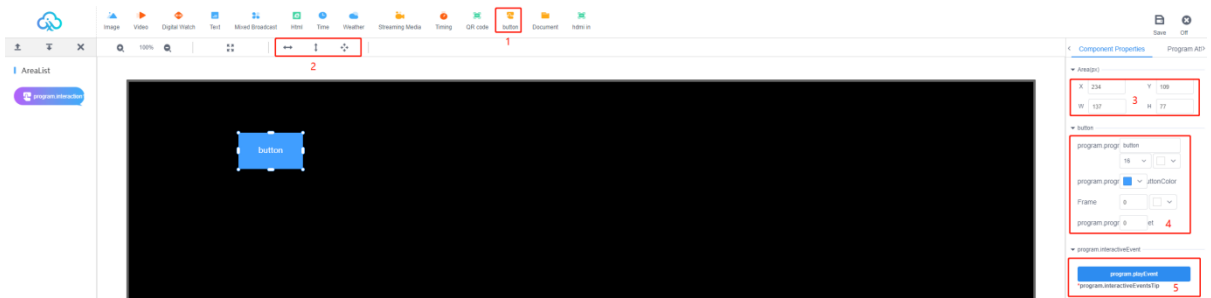 Image Video Digital Watch Text Mixed Broadcast Html Time Weather Streaming Media Timing QR code button Document hdmi in
Save Off
1
100%
2
Component Properties Program
AreaList
Area(px)
program.interaction
X 234 Y 108
3
W 137 H 77
button
button
program.progr button
16
program.progr uttonColor
Frame 0
program.progr 0 et
4
program.interactiveEvent
program.playEvent
*program.interactiveEventsTip
5